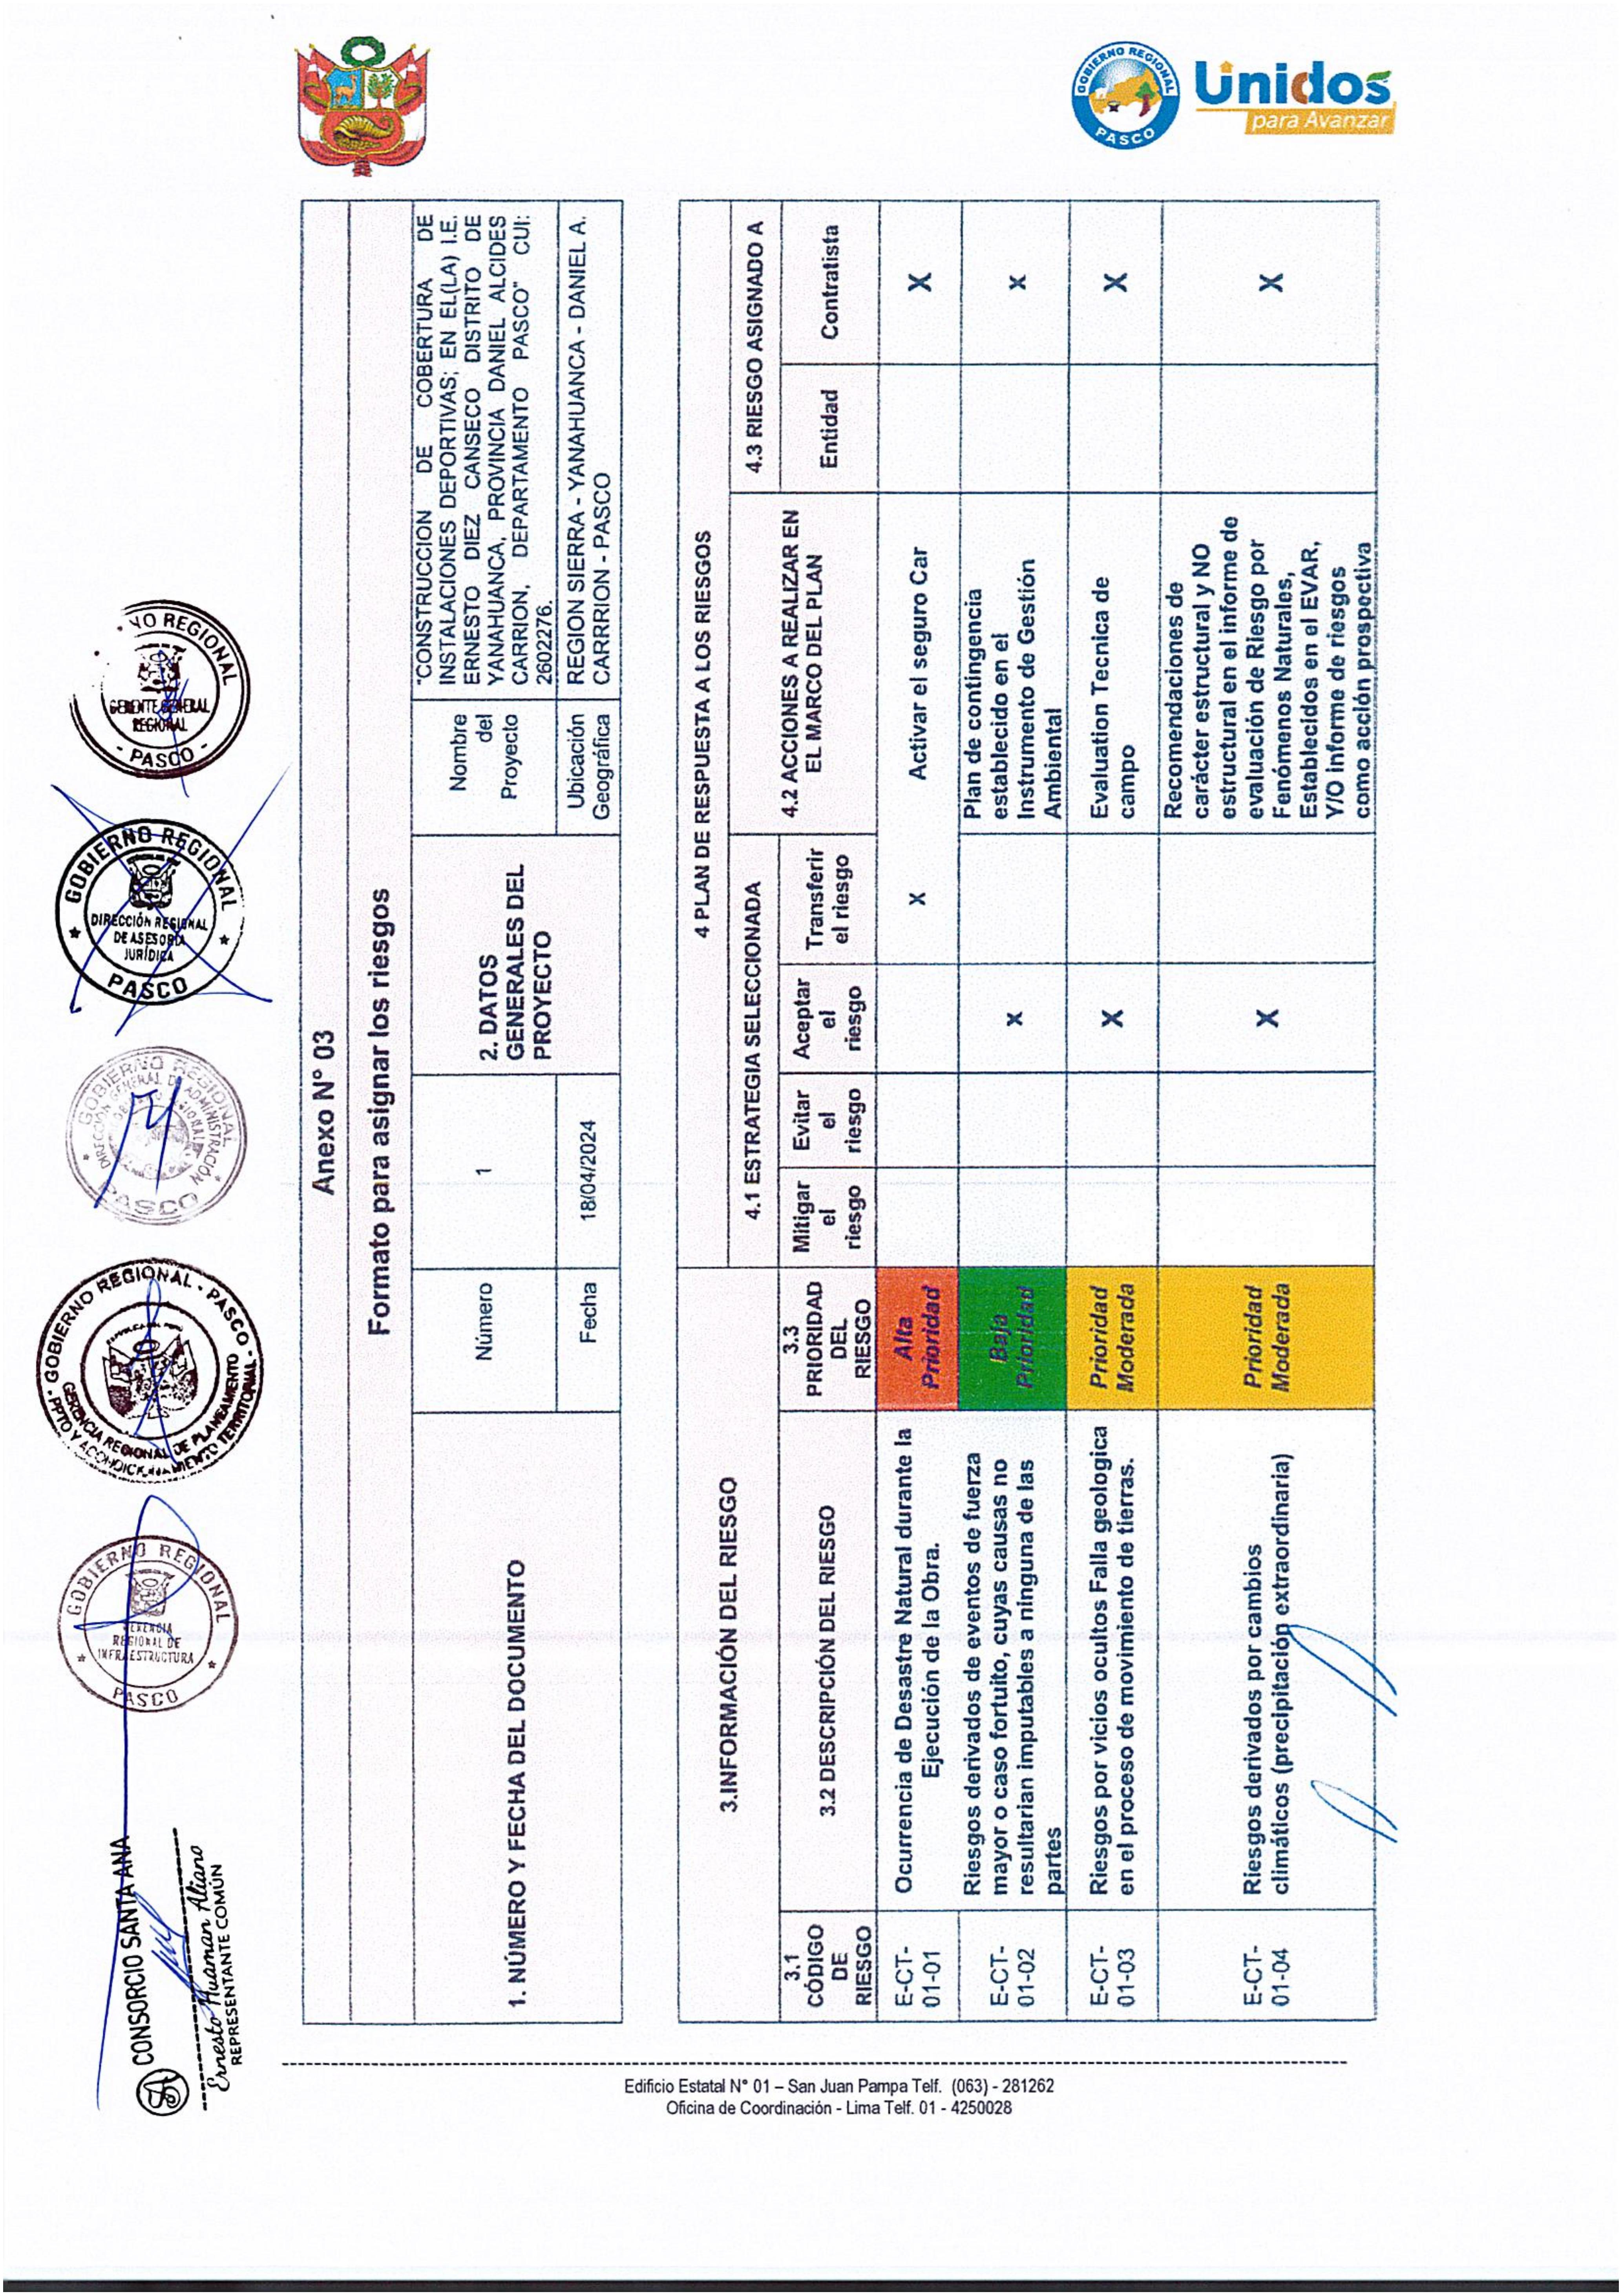 GOBIERNO REGIONAL
PASCO
Unidos
para Avanzar
CONSORCIO SANTA ANA
Ernesto Huaman Aliano
REPRESENTANTE COMÚN
GOBIERNO REGIONAL
GERENCIA
REGIONAL DE
INFRAESTRUCTURA
PASCO
GOBIERNO REGIONAL - PASCO
GERENCIA REGIONAL DE PLANEAMIENTO
PPTO Y ACONDICIONAMIENTO TERRITORIAL
GOBIERNO REGIONAL
DIRECCIÓN GENERAL DE ADMINISTRACIÓN
PASCO
GOBIERNO REGIONAL
DIRECCIÓN REGIONAL
DE ASESORIA
JURÍDICA
PASCO
NO REGIONAL
GERENTE GENERAL
REGIONAL
- PASCO -
Anexo N° 03
Formato para asignar los riesgos
1. NÚMERO Y FECHA DEL DOCUMENTO
Número
1
Fecha
18/04/2024
2. DATOS
GENERALES DEL
PROYECTO
Nombre
del
Proyecto
"CONSTRUCCION DE COBERTURA DE
INSTALACIONES DEPORTIVAS; EN EL(LA) I.E.
ERNESTO DIEZ CANSECO DISTRITO DE
YANAHUANCA, PROVINCIA DANIEL ALCIDES
CARRION, DEPARTAMENTO PASCO" CUI:
2602276.
Ubicación
Geográfica
REGION SIERRA - YANAHUANCA - DANIEL A.
CARRRION - PASCO
3.INFORMACIÓN DEL RIESGO
4 PLAN DE RESPUESTA A LOS RIESGOS
3.1
CÓDIGO
DE
RIESGO
3.2 DESCRIPCIÓN DEL RIESGO
3.3
PRIORIDAD
DEL
RIESGO
4.1 ESTRATEGIA SELECCIONADA
Mitigar
el
riesgo
Evitar
el
riesgo
Aceptar
el
riesgo
Transferir
el riesgo
4.2 ACCIONES A REALIZAR EN
EL MARCO DEL PLAN
4.3 RIESGO ASIGNADO A
Entidad
Contratista
E-CT-
01-01
Ocurrencia de Desastre Natural durante la
Ejecución de la Obra.
Alta
Prioridad
x
Activar el seguro Car
X
E-CT-
01-02
Riesgos derivados de eventos de fuerza
mayor o caso fortuito, cuyas causas no
resultarian imputables a ninguna de las
partes
Baja
Prioridad
x
Plan de contingencia
establecido en el
Instrumento de Gestión
Ambiental
x
E-CT-
01-03
Riesgos por vicios ocultos Falla geologica
en el proceso de movimiento de tierras.
Prioridad
Moderada
X
Evaluation Tecnica de
campo
X
E-CT-
01-04
Riesgos derivados por cambios
climáticos (precipitación extraordinaria)
Prioridad
Moderada
X
Recomendaciones de
carácter estructural y NO
estructural en el informe de
evaluación de Riesgo por
Fenómenos Naturales,
Establecidos en el EVAR,
Y/O informe de riesgos
como acción prospectiva
X
Edificio Estatal N° 01 – San Juan Pampa Telf. (063) - 281262
Oficina de Coordinación - Lima Telf. 01 - 4250028